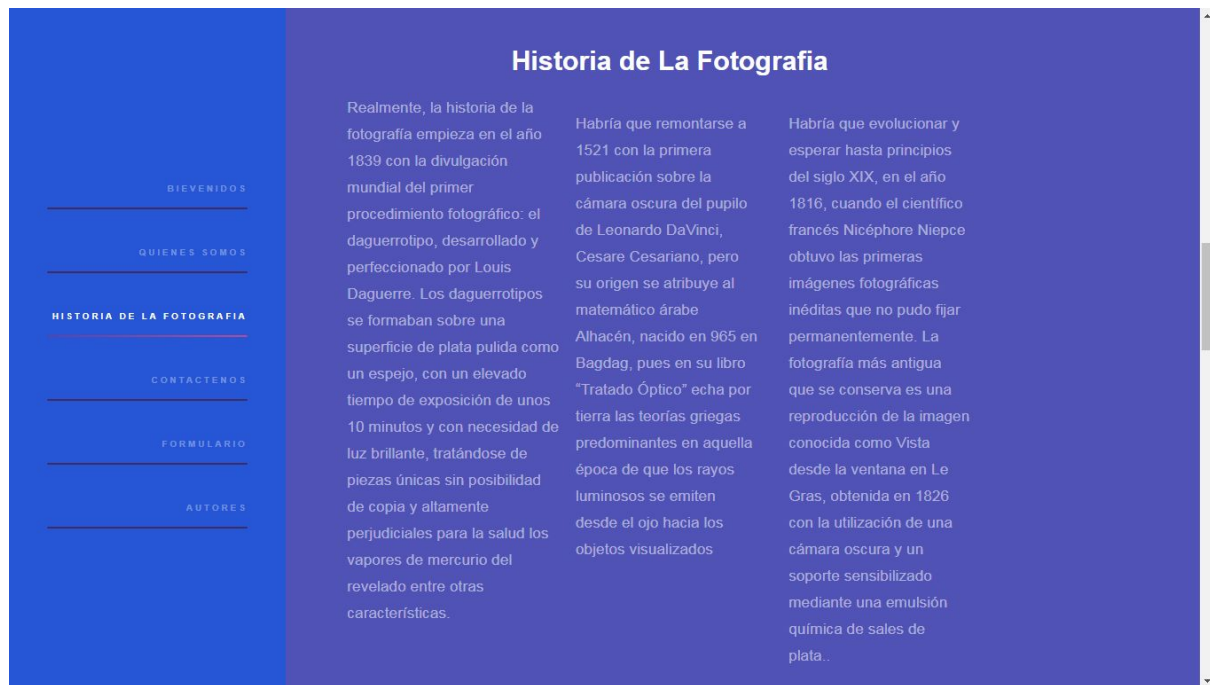 BIEVENIDOS
QUIENES SOMOS
HISTORIA DE LA FOTOGRAFIA
CONTACTENOS
FORMULARIO
AUTORES
Historia de La Fotografia
Realmente, la historia de la
fotografía empieza en el año
1839 con la divulgación
mundial del primer
procedimiento fotográfico: el
daguerrotipo, desarrollado y
perfeccionado por Louis
Daguerre. Los daguerrotipos
se formaban sobre una
superficie de plata pulida como
un espejo, con un elevado
tiempo de exposición de unos
10 minutos y con necesidad de
luz brillante, tratándose de
piezas únicas sin posibilidad
de copia y altamente
perjudiciales para la salud los
vapores de mercurio del
revelado entre otras
características.
Habría que remontarse a
1521 con la primera
publicación sobre la
cámara oscura del pupilo
de Leonardo DaVinci,
Cesare Cesariano, pero
su origen se atribuye al
matemático árabe
Alhacén, nacido en 965 en
Bagdag, pues en su libro
“Tratado Óptico” echa por
tierra las teorías griegas
predominantes en aquella
época de que los rayos
luminosos se emiten
desde el ojo hacia los
objetos visualizados
Habría que evolucionar y
esperar hasta principios
del siglo XIX, en el año
1816, cuando el científico
francés Nicéphore Niepce
obtuvo las primeras
imágenes fotográficas
inéditas que no pudo fijar
permanentemente. La
fotografía más antigua
que se conserva es una
reproducción de la imagen
conocida como Vista
desde la ventana en Le
Gras, obtenida en 1826
con la utilización de una
cámara oscura y un
soporte sensibilizado
mediante una emulsión
química de sales de
plata..